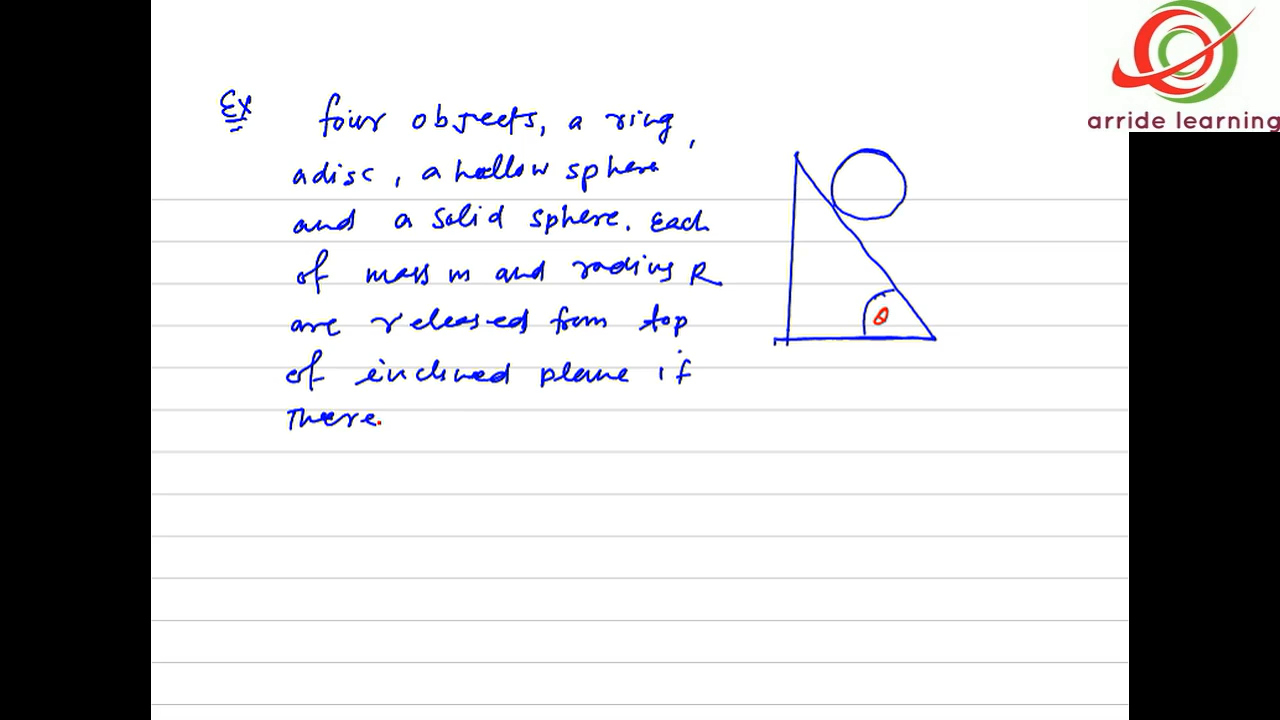 Ex four objects, a ring,
a disc, a hollow sphere
and a solid sphere. Each
of mass m and radius R
are released from top
of inclined plane if
There.
θ
arride learning